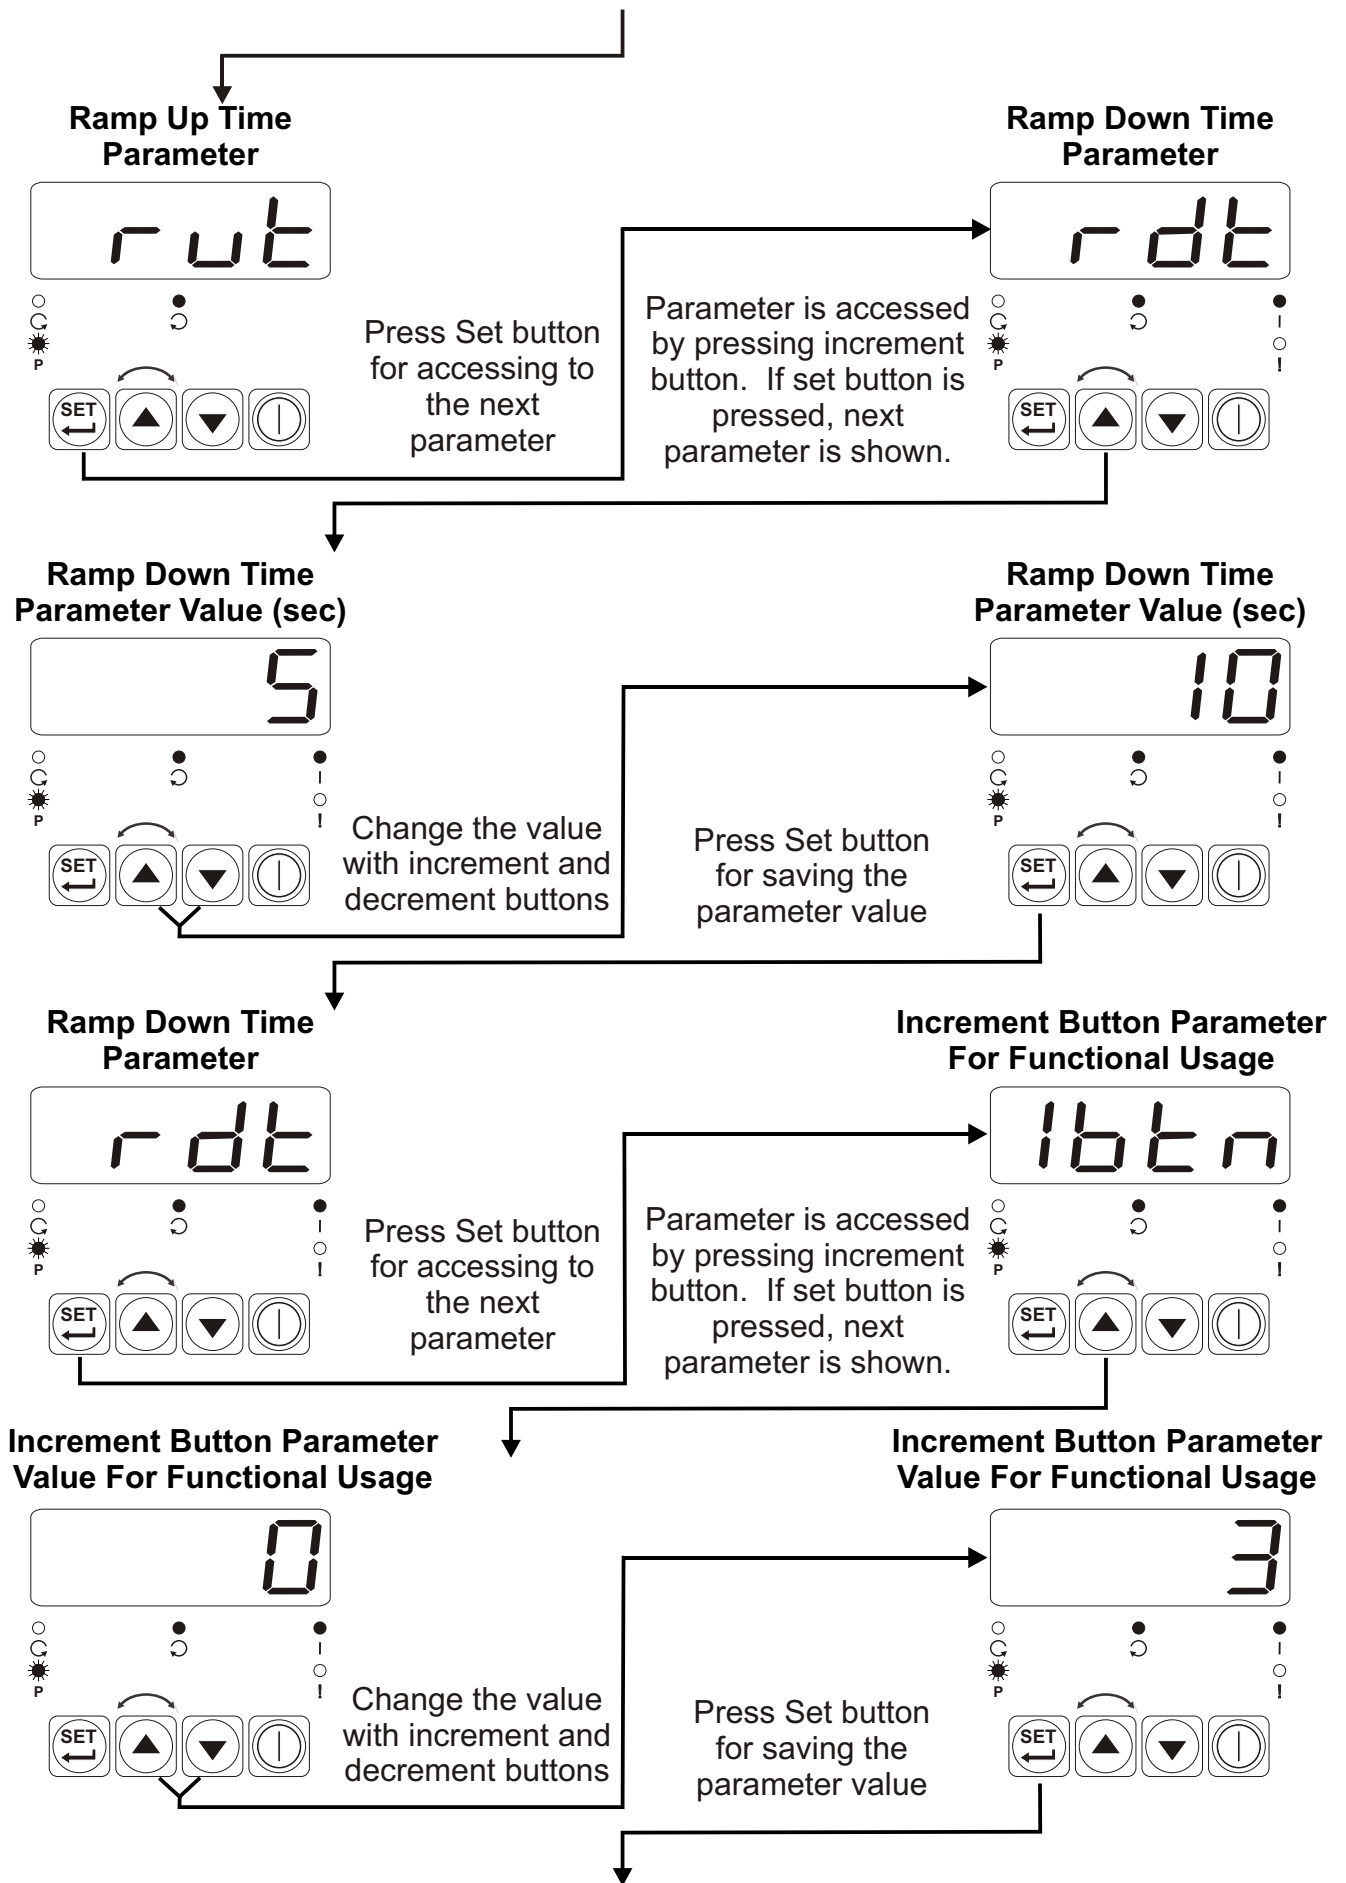 Ramp Up Time
Parameter
rut
P
SET
Press Set button
for accessing to
the next
parameter
Ramp Down Time
Parameter
rdt
I
P
!
SET
Parameter is accessed
by pressing increment
button.  If set button is
pressed, next
parameter is shown.
Ramp Down Time
Parameter Value (sec)
5
I
P
!
SET
Change the value
with increment and
decrement buttons
Ramp Down Time
Parameter Value (sec)
10
I
P
!
SET
Press Set button
for saving the
parameter value
Ramp Down Time
Parameter
rdt
I
P
!
SET
Press Set button
for accessing to
the next
parameter
Increment Button Parameter
For Functional Usage
Ibtn
I
P
!
SET
Parameter is accessed
by pressing increment
button.  If set button is
pressed, next
parameter is shown.
Increment Button Parameter
Value For Functional Usage
0
I
P
!
SET
Change the value
with increment and
decrement buttons
Increment Button Parameter
Value For Functional Usage
3
I
P
!
SET
Press Set button
for saving the
parameter value